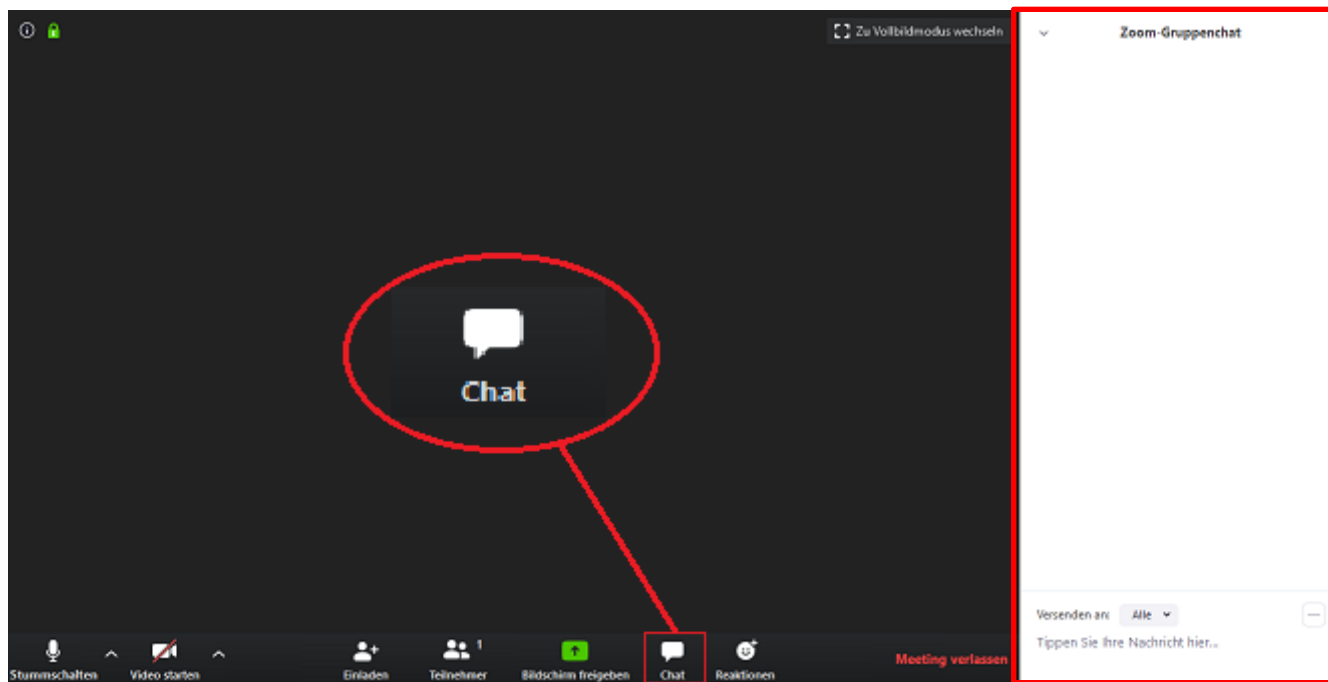 Zu Vollbildmodus wechseln
Zoom-Gruppenchat
Chat
Versenden an: Alle
Tippen Sie Ihre Nachricht hier...
1
Stummschalten Video starten Einladen Teilnehmer Bildschirm freigeben Chat Reaktionen Meeting verlassen